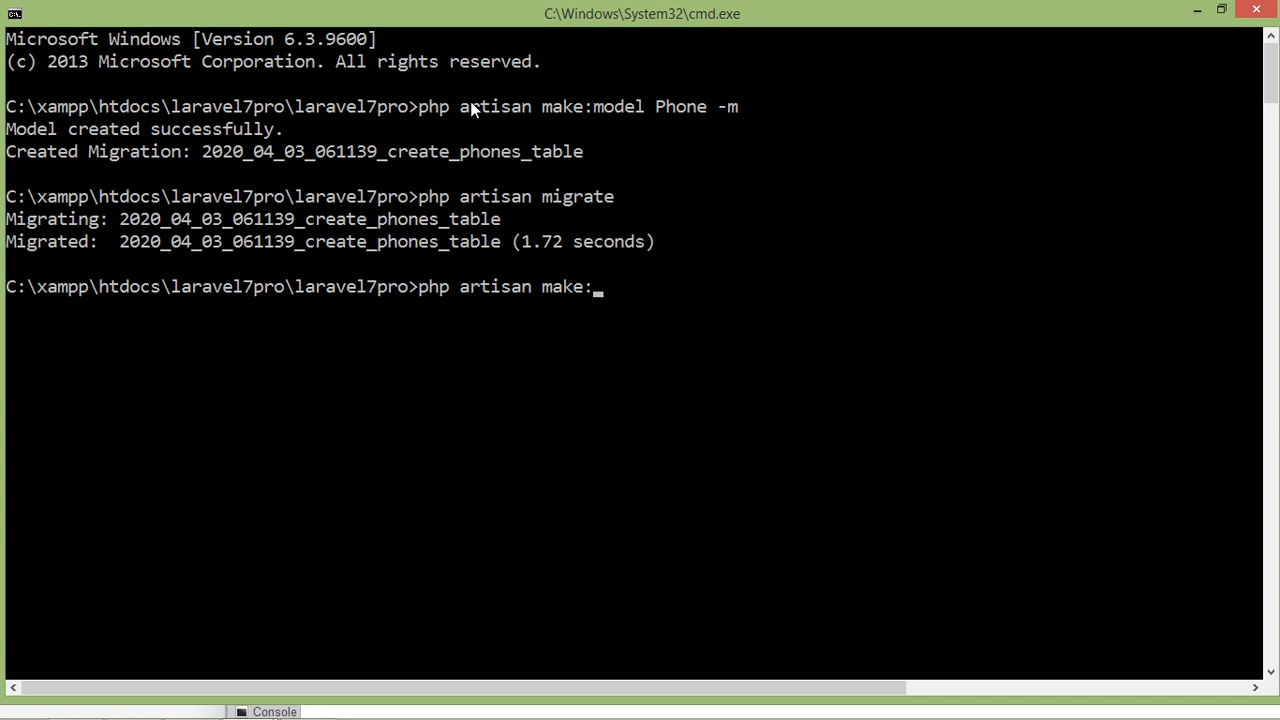 C:\Windows\System32\cmd.exe
Microsoft Windows [Version 6.3.9600]
(c) 2013 Microsoft Corporation. All rights reserved.
C:\xampp\htdocs\laravel7pro\laravel7pro>php artisan make:model Phone -m
Model created successfully.
Created Migration: 2020_04_03_061139_create_phones_table
C:\xampp\htdocs\laravel7pro\laravel7pro>php artisan migrate
Migrating: 2020_04_03_061139_create_phones_table
Migrated:  2020_04_03_061139_create_phones_table (1.72 seconds)
C:\xampp\htdocs\laravel7pro\laravel7pro>php artisan make:
Console